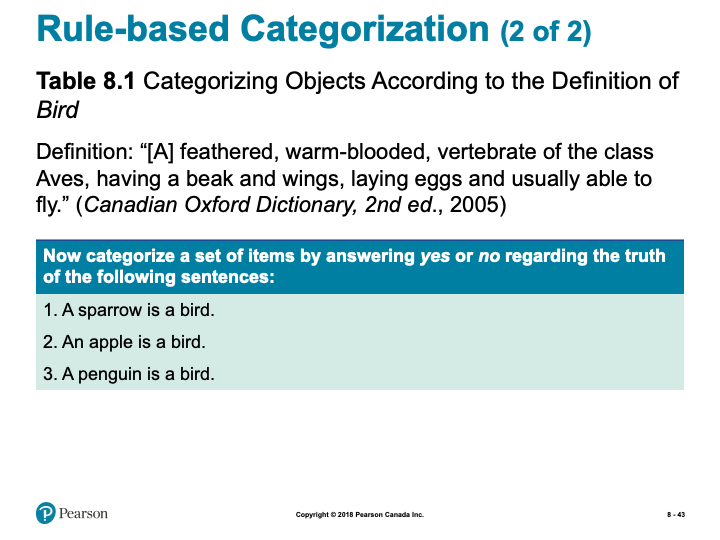 Rule-based Categorization (2 of 2)
Table 8.1 Categorizing Objects According to the Definition of
Bird
Definition: “[A] feathered, warm-blooded, vertebrate of the class
Aves, having a beak and wings, laying eggs and usually able to
fly.” (Canadian Oxford Dictionary, 2nd ed., 2005)
Now categorize a set of items by answering yes or no regarding the truth
of the following sentences:
1. A sparrow is a bird.
2. An apple is a bird.
3. A penguin is a bird.
Pearson
Copyright © 2018 Pearson Canada Inc.
8 - 43